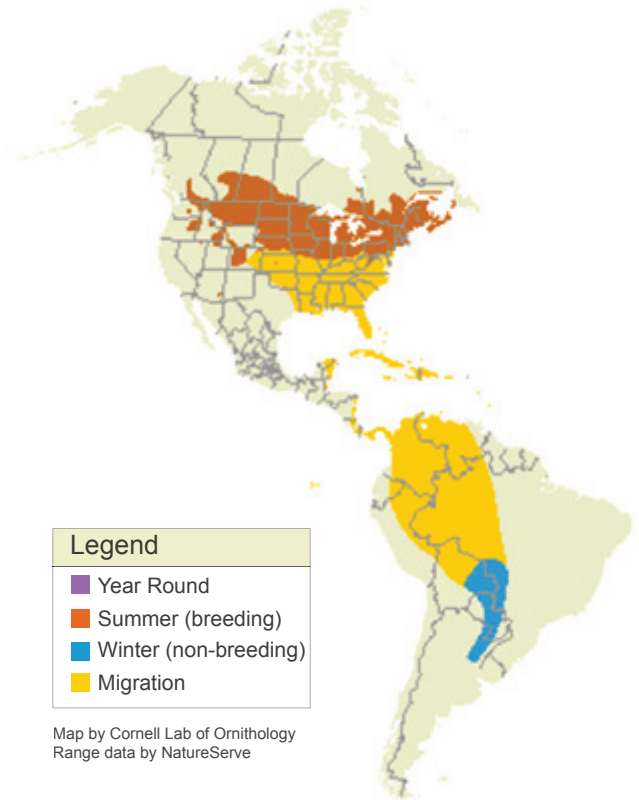 Legend
Year Round
Summer (breeding)
Winter (non-breeding)
Migration
Map by Cornell Lab of Ornithology
Range data by NatureServe